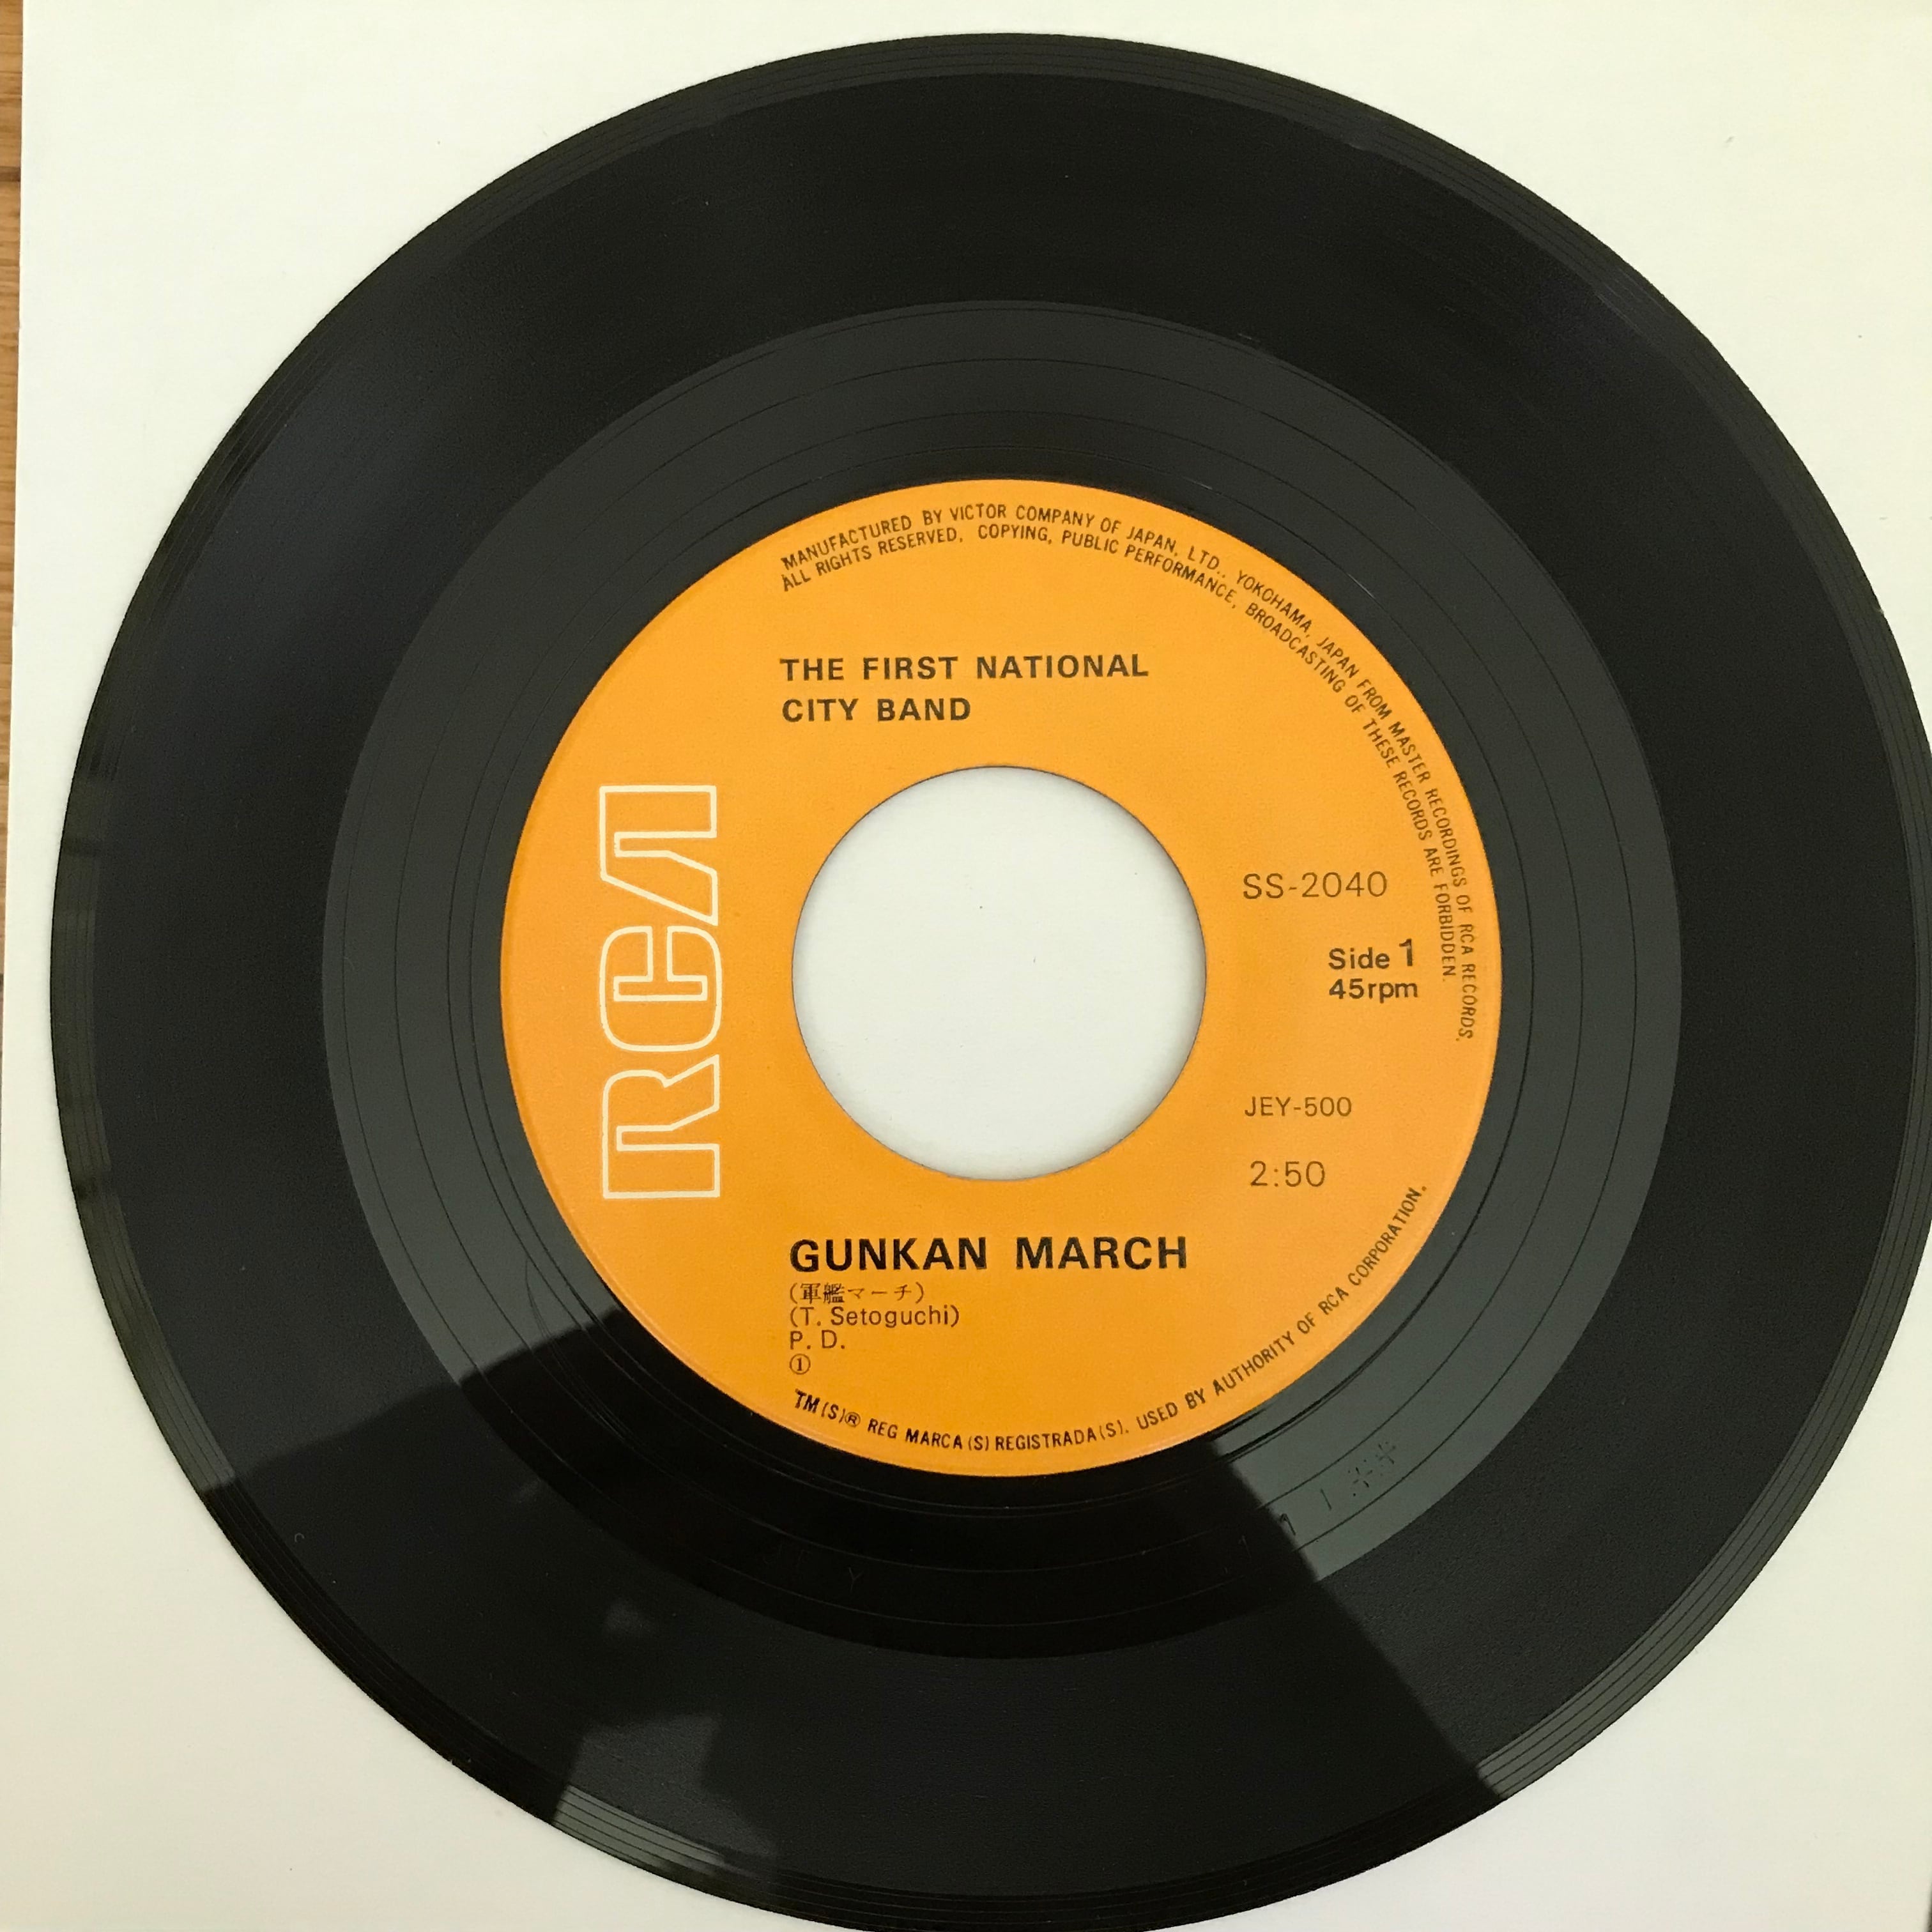 MANUFACTURED BY VICTOR COMPANY OF JAPAN, LTD., YOKOHAMA, JAPAN FROM MASTER RECORDINGS OF RCA RECORDS.
ALL RIGHTS RESERVED, COPYING, PUBLIC PERFORMANCE, BROADCASTING OF THESE RECORDS ARE FORBIDDEN.
THE FIRST NATIONAL
CITY BAND
RCA
SS-2040
Side 1
45rpm
JEY-500
2:50
GUNKAN MARCH
(軍艦マーチ)
(T. Setoguchi)
P. D.
①
TM(S)® REG MARCA(S) REGISTRADA(S). USED BY AUTHORITY OF RCA CORPORATION.